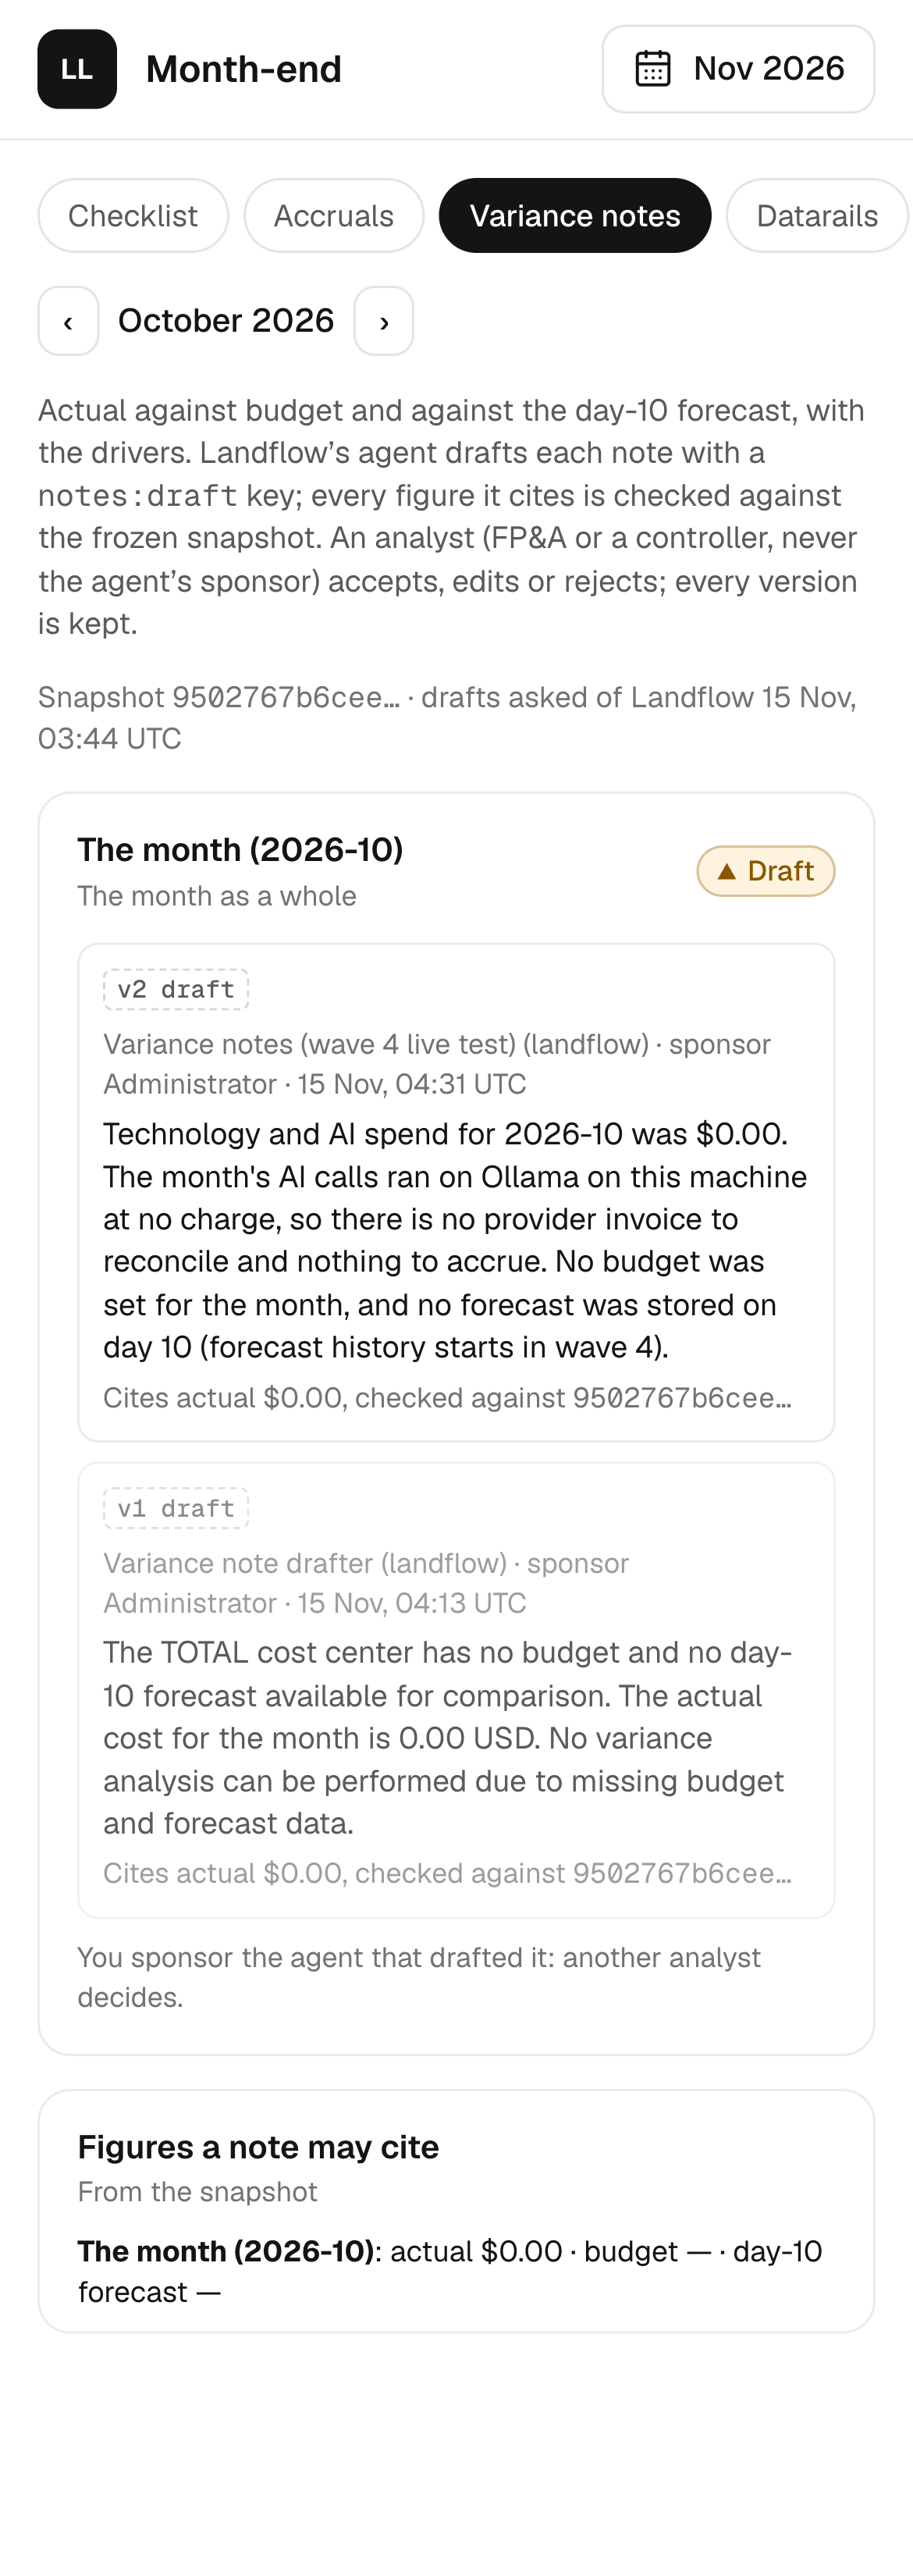 LL
Month-end
Nov 2026
Checklist
Accruals
Variance notes
Datarails
‹
October 2026
›
Actual against budget and against the day-10 forecast, with
the drivers. Landflow’s agent drafts each note with a
notes:draft key; every figure it cites is checked against
the frozen snapshot. An analyst (FP&A or a controller, never
the agent’s sponsor) accepts, edits or rejects; every version
is kept.
Snapshot 9502767b6cee… · drafts asked of Landflow 15 Nov,
03:44 UTC
The month (2026-10)
The month as a whole
▲ Draft
v2 draft
Variance notes (wave 4 live test) (landflow) · sponsor
Administrator · 15 Nov, 04:31 UTC
Technology and AI spend for 2026-10 was $0.00.
The month's AI calls ran on Ollama on this machine
at no charge, so there is no provider invoice to
reconcile and nothing to accrue. No budget was
set for the month, and no forecast was stored on
day 10 (forecast history starts in wave 4).
Cites actual $0.00, checked against 9502767b6cee…
v1 draft
Variance note drafter (landflow) · sponsor
Administrator · 15 Nov, 04:13 UTC
The TOTAL cost center has no budget and no day-
10 forecast available for comparison. The actual
cost for the month is 0.00 USD. No variance
analysis can be performed due to missing budget
and forecast data.
Cites actual $0.00, checked against 9502767b6cee…
You sponsor the agent that drafted it: another analyst
decides.
Figures a note may cite
From the snapshot
The month (2026-10): actual $0.00 · budget — · day-10
forecast —